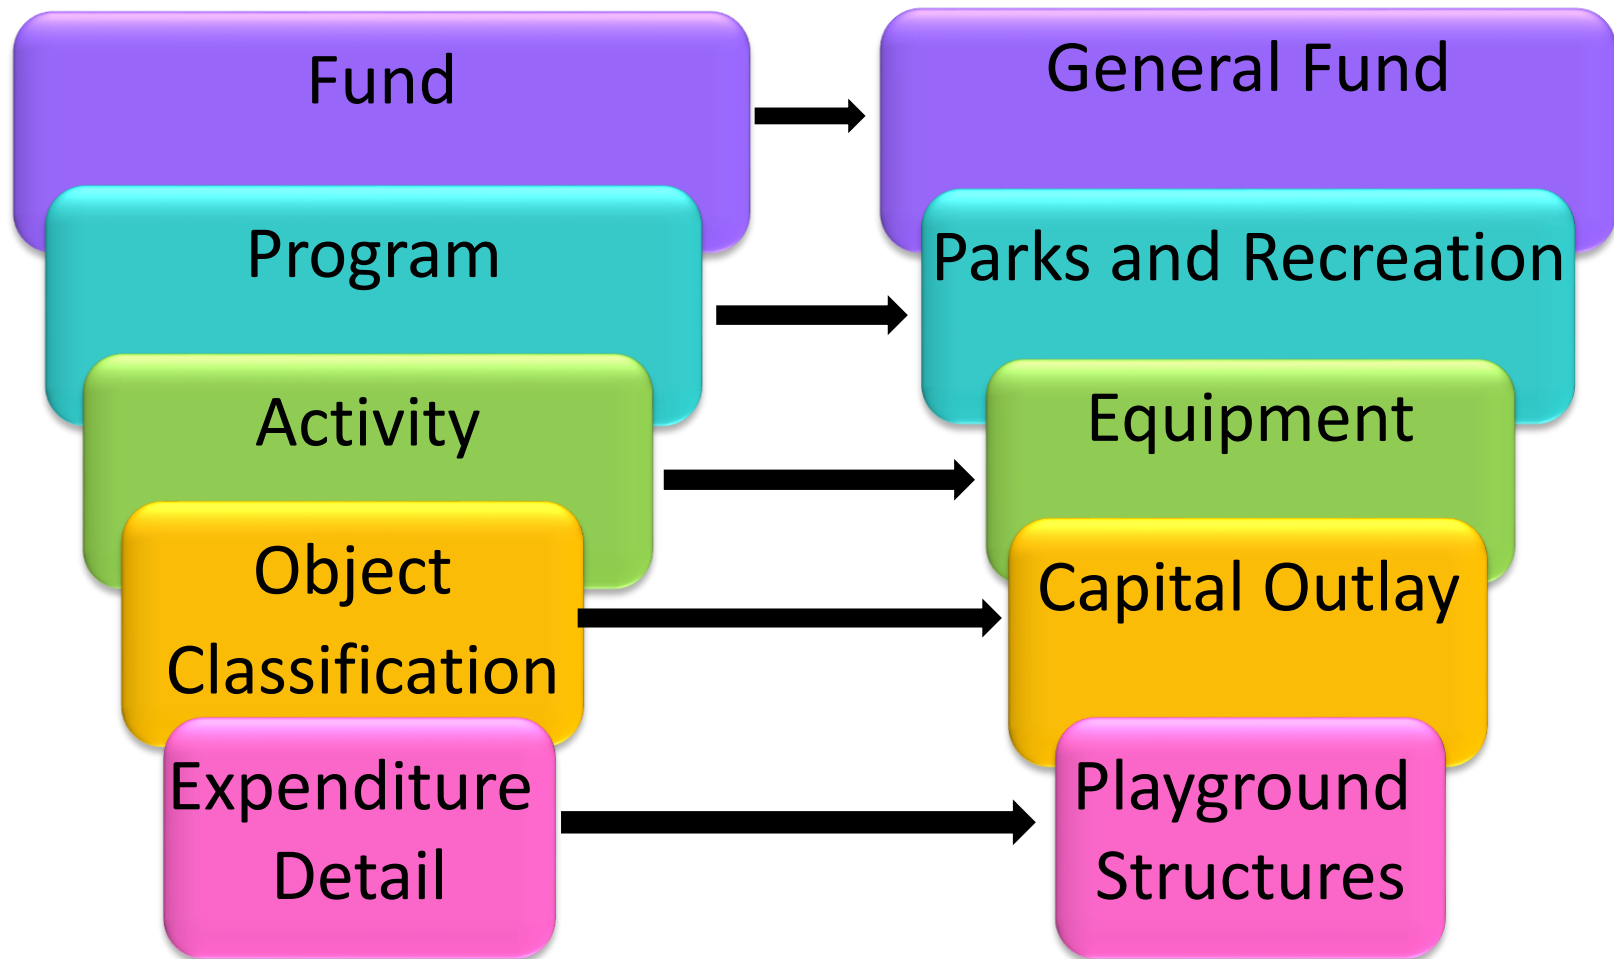 Fund
General Fund
Program
Parks and Recreation
Activity
Equipment
Object
Classification
Capital Outlay
Expenditure
Detail
Playground
Structures